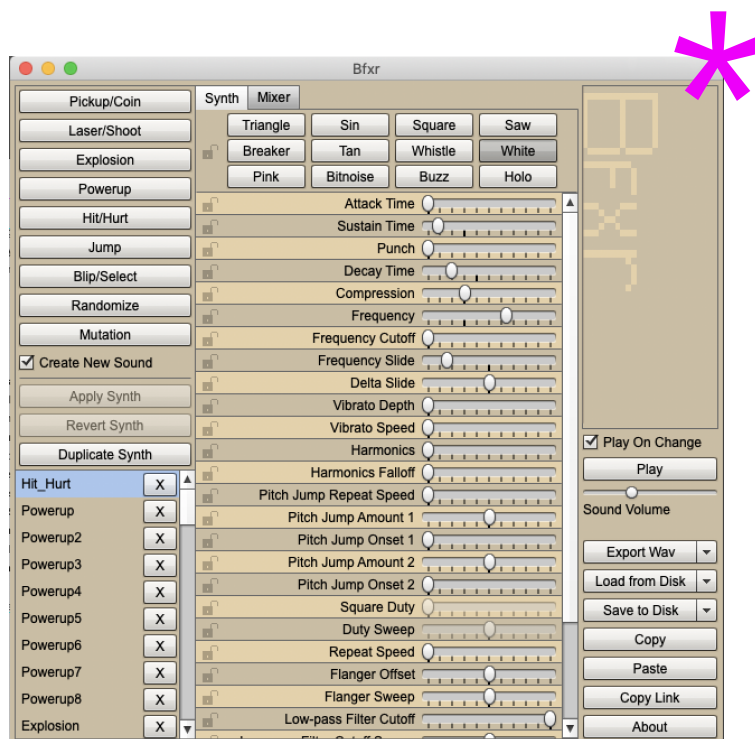 Bfxr
Pickup/Coin
Laser/Shoot
Explosion
Powerup
Hit/Hurt
Jump
Blip/Select
Randomize
Mutation
Create New Sound
Apply Synth
Revert Synth
Duplicate Synth
Hit_Hurt X
Powerup X
Powerup2 X
Powerup3 X
Powerup4 X
Powerup5 X
Powerup6 X
Powerup7 X
Powerup8 X
Explosion X
Synth Mixer
Triangle Sin Square Saw
Breaker Tan Whistle White
Pink Bitnoise Buzz Holo
Attack Time
Sustain Time
Punch
Decay Time
Compression
Frequency
Frequency Cutoff
Frequency Slide
Delta Slide
Vibrato Depth
Vibrato Speed
Harmonics
Harmonics Falloff
Pitch Jump Repeat Speed
Pitch Jump Amount 1
Pitch Jump Onset 1
Pitch Jump Amount 2
Pitch Jump Onset 2
Square Duty
Duty Sweep
Repeat Speed
Flanger Offset
Flanger Sweep
Low-pass Filter Cutoff
Bfxr
Play On Change
Play
Sound Volume
Export Wav
Load from Disk
Save to Disk
Copy
Paste
Copy Link
About